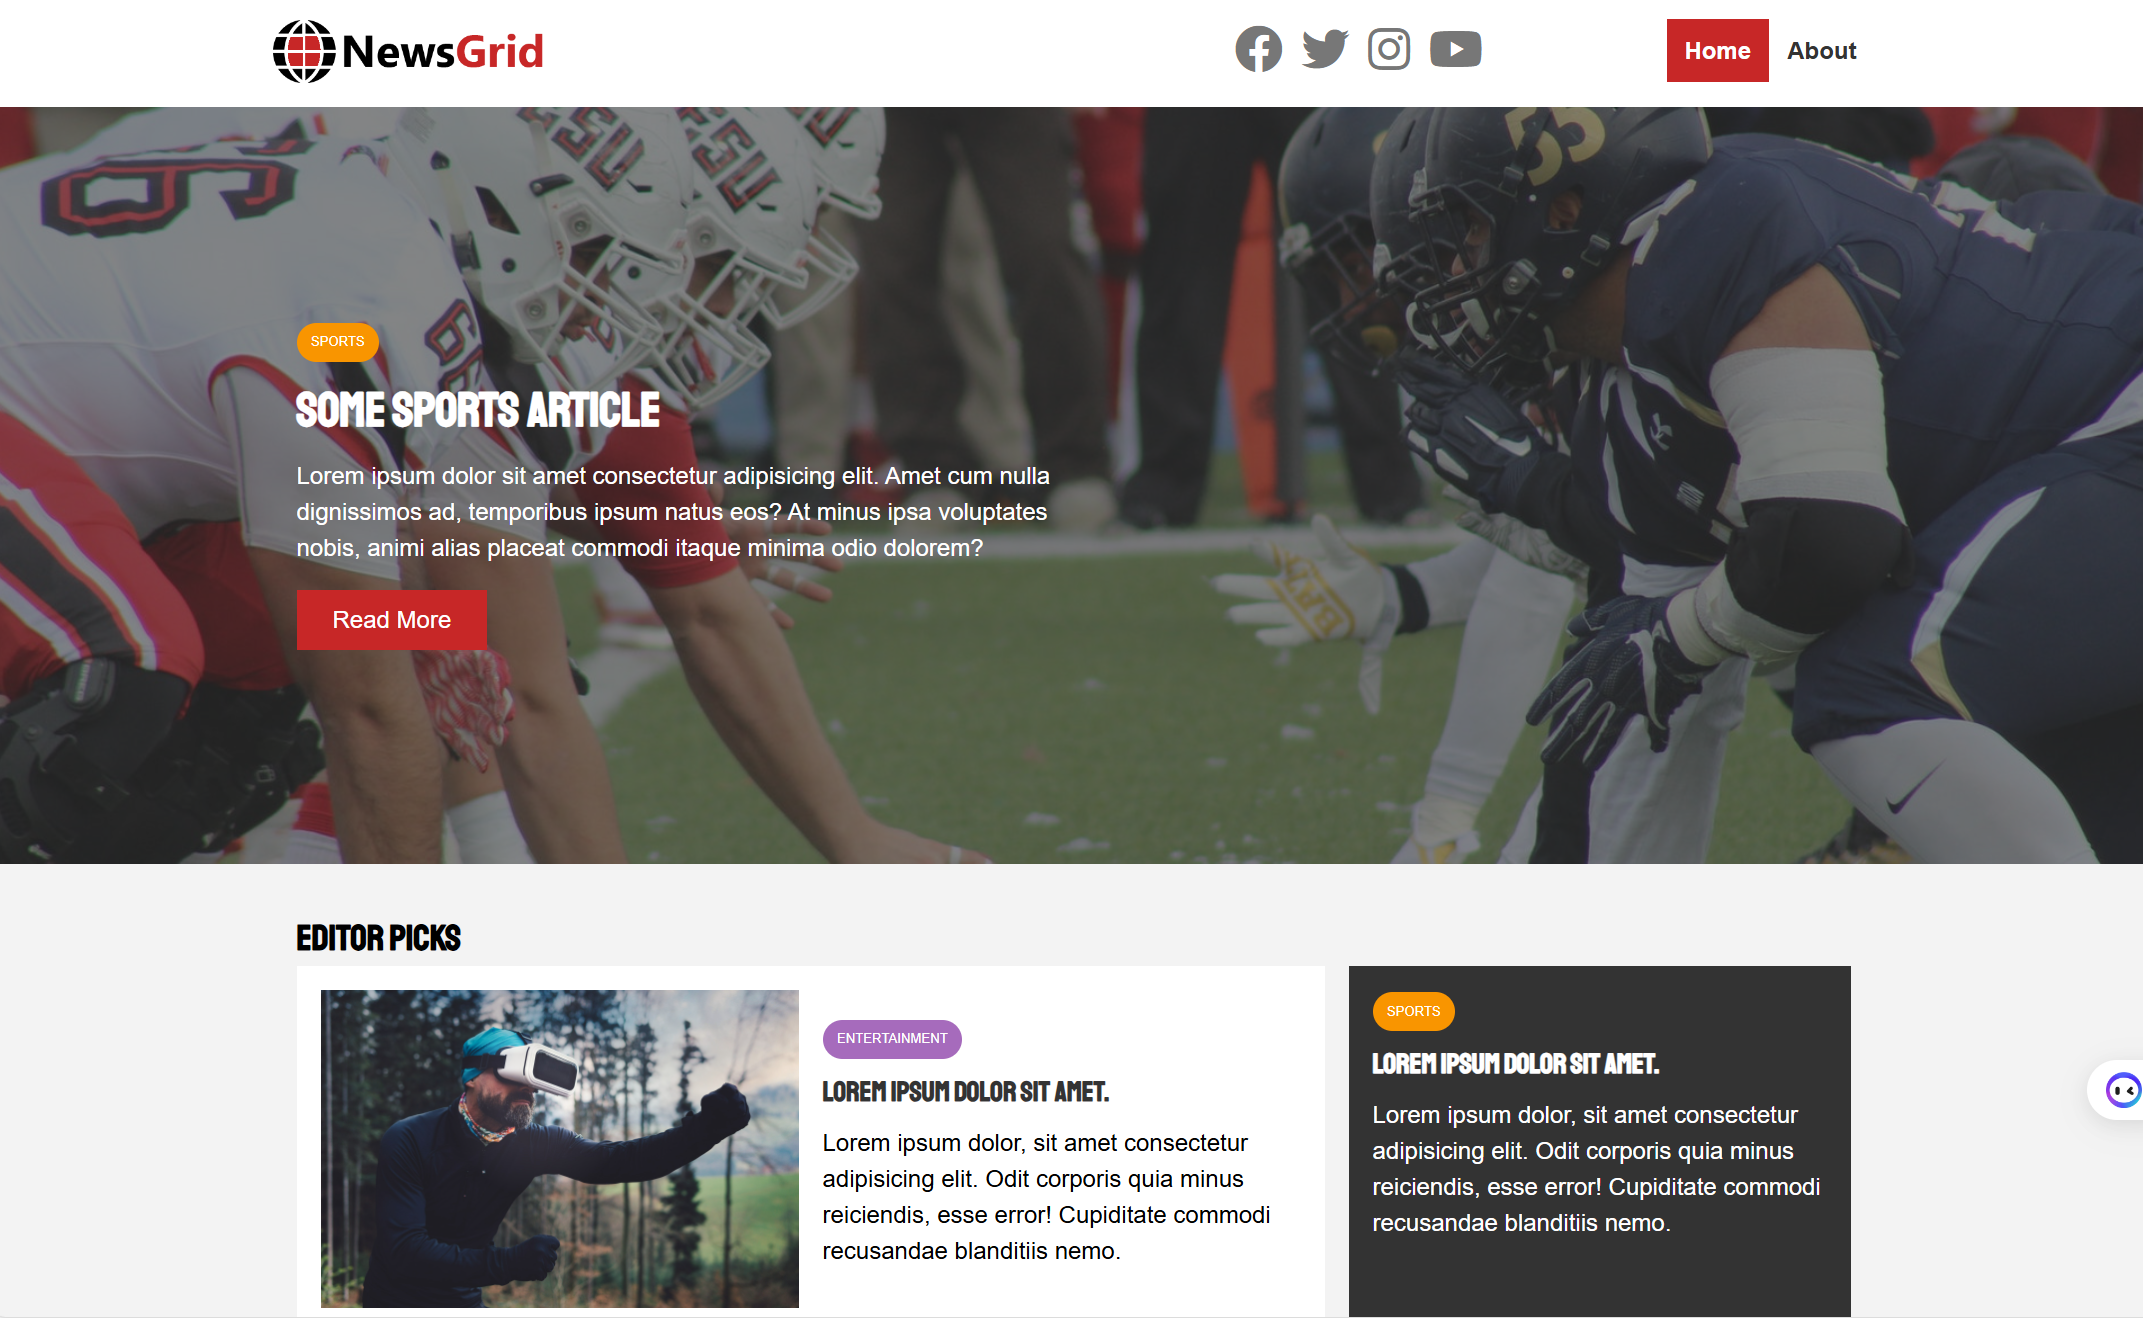 NewsGrid
Home
About
SPORTS
SOME SPORTS ARTICLE
Lorem ipsum dolor sit amet consectetur adipisicing elit. Amet cum nulla
dignissimos ad, temporibus ipsum natus eos? At minus ipsa voluptates
nobis, animi alias placeat commodi itaque minima odio dolorem?
Read More
EDITOR PICKS
ENTERTAINMENT
LOREM IPSUM DOLOR SIT AMET.
Lorem ipsum dolor, sit amet consectetur
adipisicing elit. Odit corporis quia minus
reiciendis, esse error! Cupiditate commodi
recusandae blanditiis nemo.
SPORTS
LOREM IPSUM DOLOR SIT AMET.
Lorem ipsum dolor, sit amet consectetur
adipisicing elit. Odit corporis quia minus
reiciendis, esse error! Cupiditate commodi
recusandae blanditiis nemo.